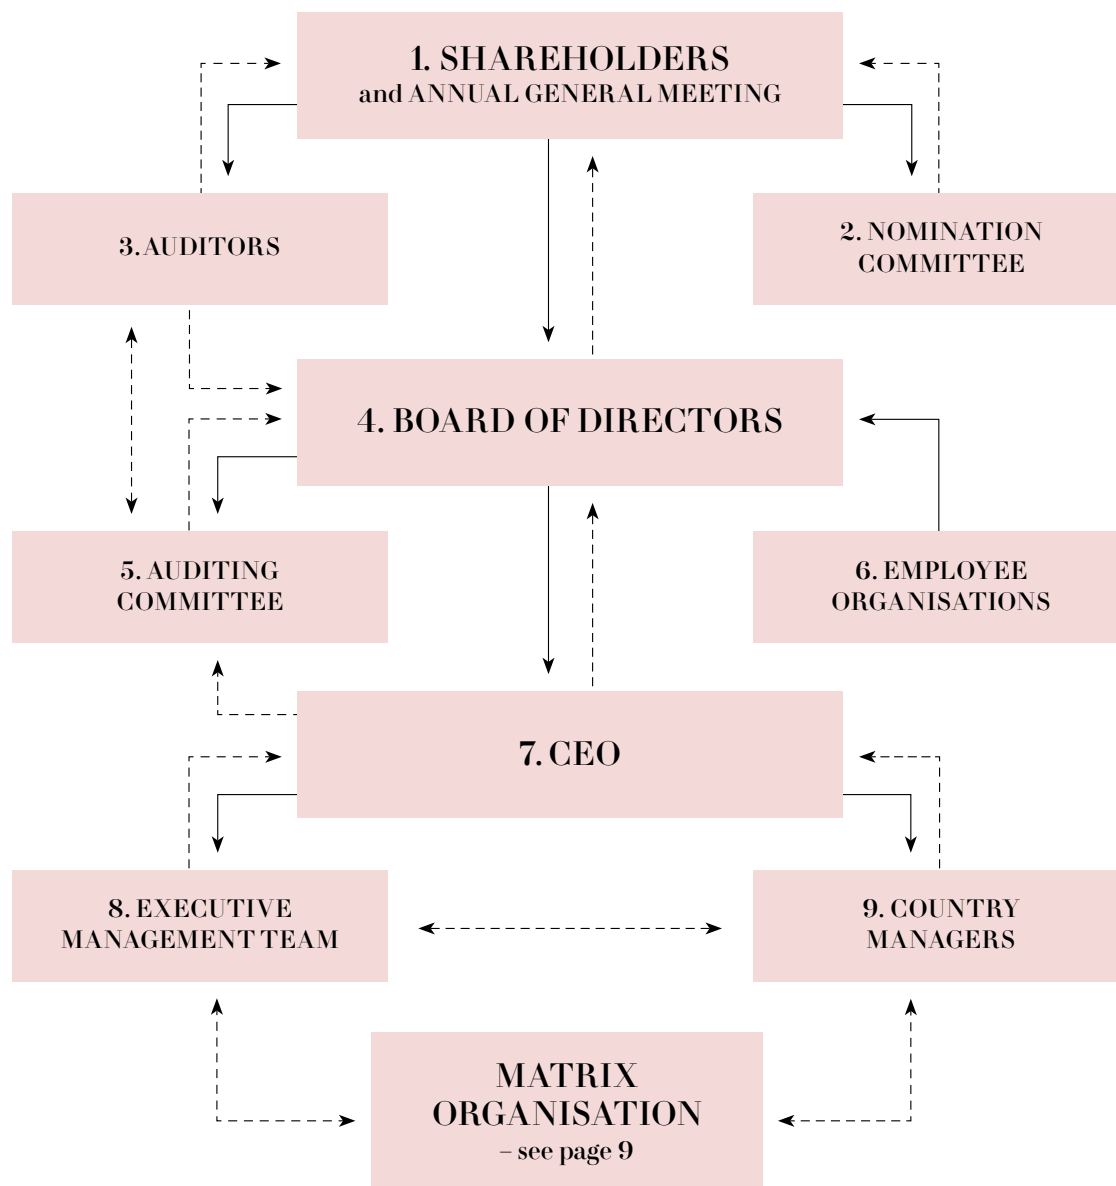 1. SHAREHOLDERS
and ANNUAL GENERAL MEETING
3. AUDITORS
2. NOMINATION
COMMITTEE
4. BOARD OF DIRECTORS
5. AUDITING
COMMITTEE
6. EMPLOYEE
ORGANISATIONS
7. CEO
8. EXECUTIVE
MANAGEMENT TEAM
9. COUNTRY
MANAGERS
MATRIX
ORGANISATION
– see page 9